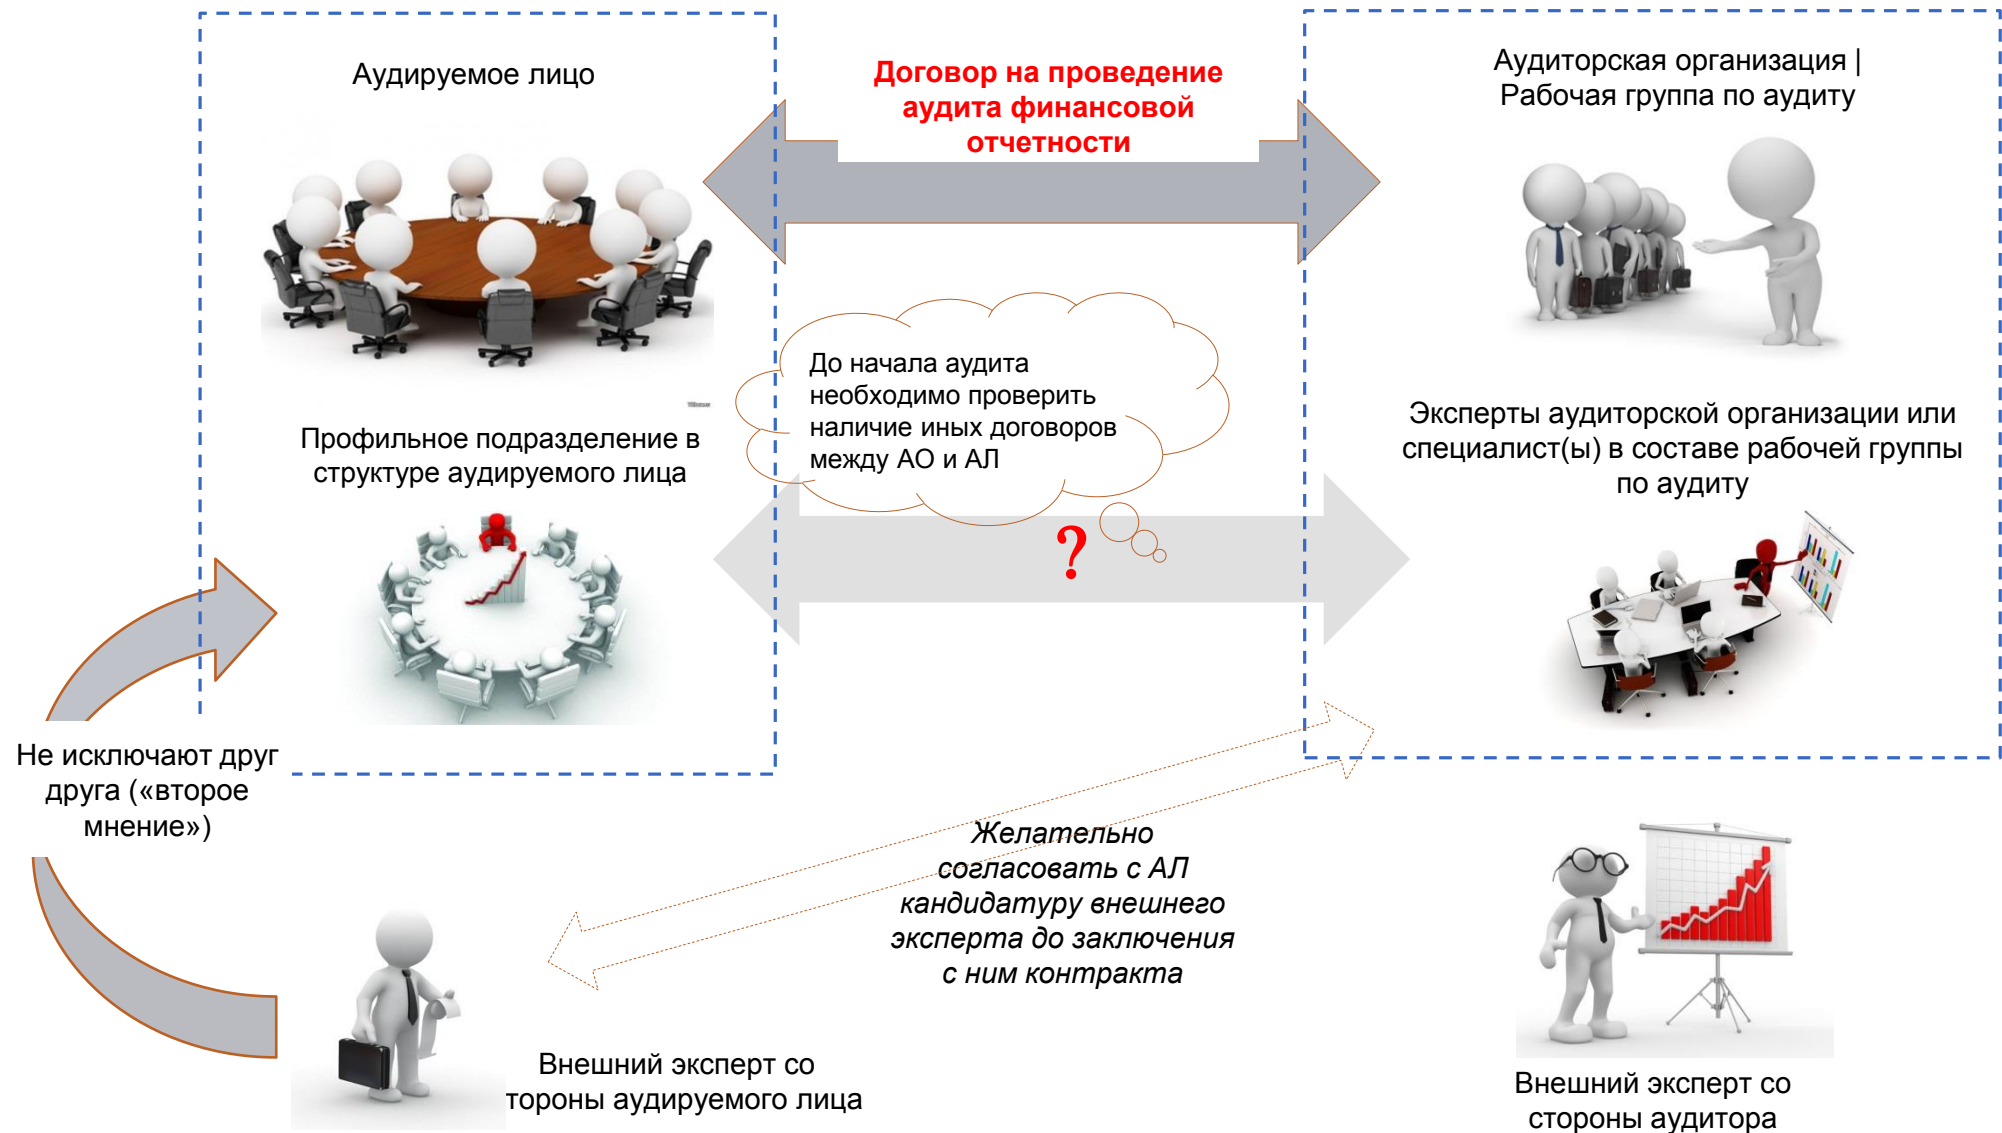 Аудируемое лицо
Договор на проведение
аудита финансовой
отчетности
Аудиторская организация |
Рабочая группа по аудиту
До начала аудита
необходимо проверить
наличие иных договоров
между АО и АЛ
Профильное подразделение в
структуре аудируемого лица
Эксперты аудиторской организации или
специалист(ы) в составе рабочей группы
по аудиту
?
Не исключают друг
друга («второе
мнение»)
Желательно
согласовать с АЛ
кандидатуру внешнего
эксперта до заключения
с ним контракта
Внешний эксперт со
тороны аудируемого лица
Внешний эксперт со
стороны аудитора